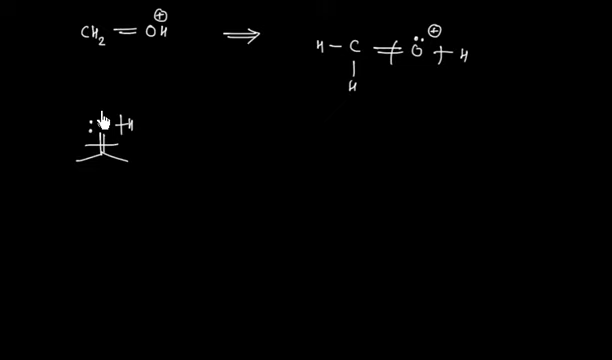 CH2 = OH ⊕ ⇒ H - C = Ö ⊕ + H
H
: + H